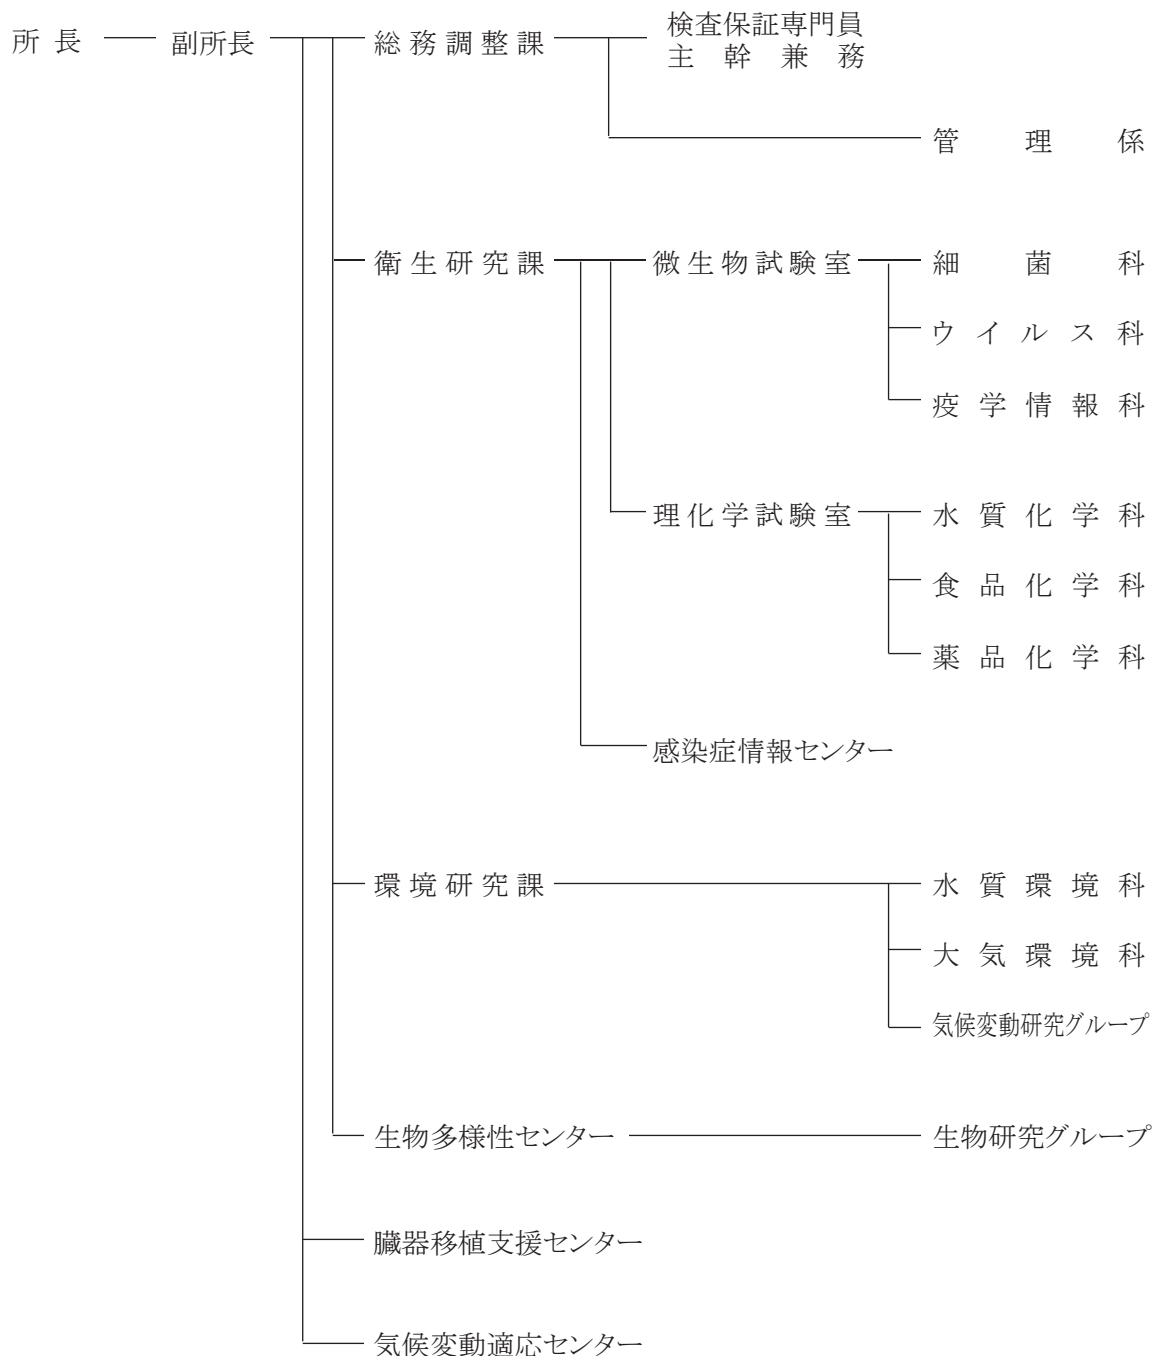 所長
副所長
総務調整課
検査保証専門員
主幹兼務
管理係
衛生研究課
微生物試験室
細菌科
ウイルス科
疫学情報科
理化学試験室
水質化学科
食品化学科
薬品化学科
感染症情報センター
環境研究課
水質環境科
大気環境科
気候変動研究グループ
生物多様性センター
生物研究グループ
臓器移植支援センター
気候変動適応センター